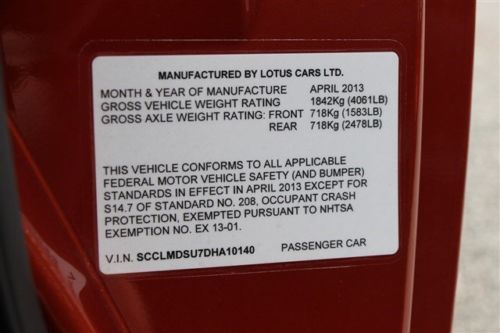 MANUFACTURED BY LOTUS CARS LTD.
MONTH & YEAR OF MANUFACTURE APRIL 2013
GROSS VEHICLE WEIGHT RATING 1842Kg (4061LB)
GROSS AXLE WEIGHT RATING: FRONT 718Kg (1583LB)
REAR 718Kg (2478LB)
THIS VEHICLE CONFORMS TO ALL APPLICABLE
FEDERAL MOTOR VEHICLE SAFETY (AND BUMPER)
STANDARDS IN EFFECT IN APRIL 2013 EXCEPT FOR
S14.7 OF STANDARD NO. 208, OCCUPANT CRASH
PROTECTION, EXEMPTED PURSUANT TO NHTSA
EXEMPTION NO. EX 13-01.
V.I.N. SCCLMDSU7DHA10140 PASSENGER CAR